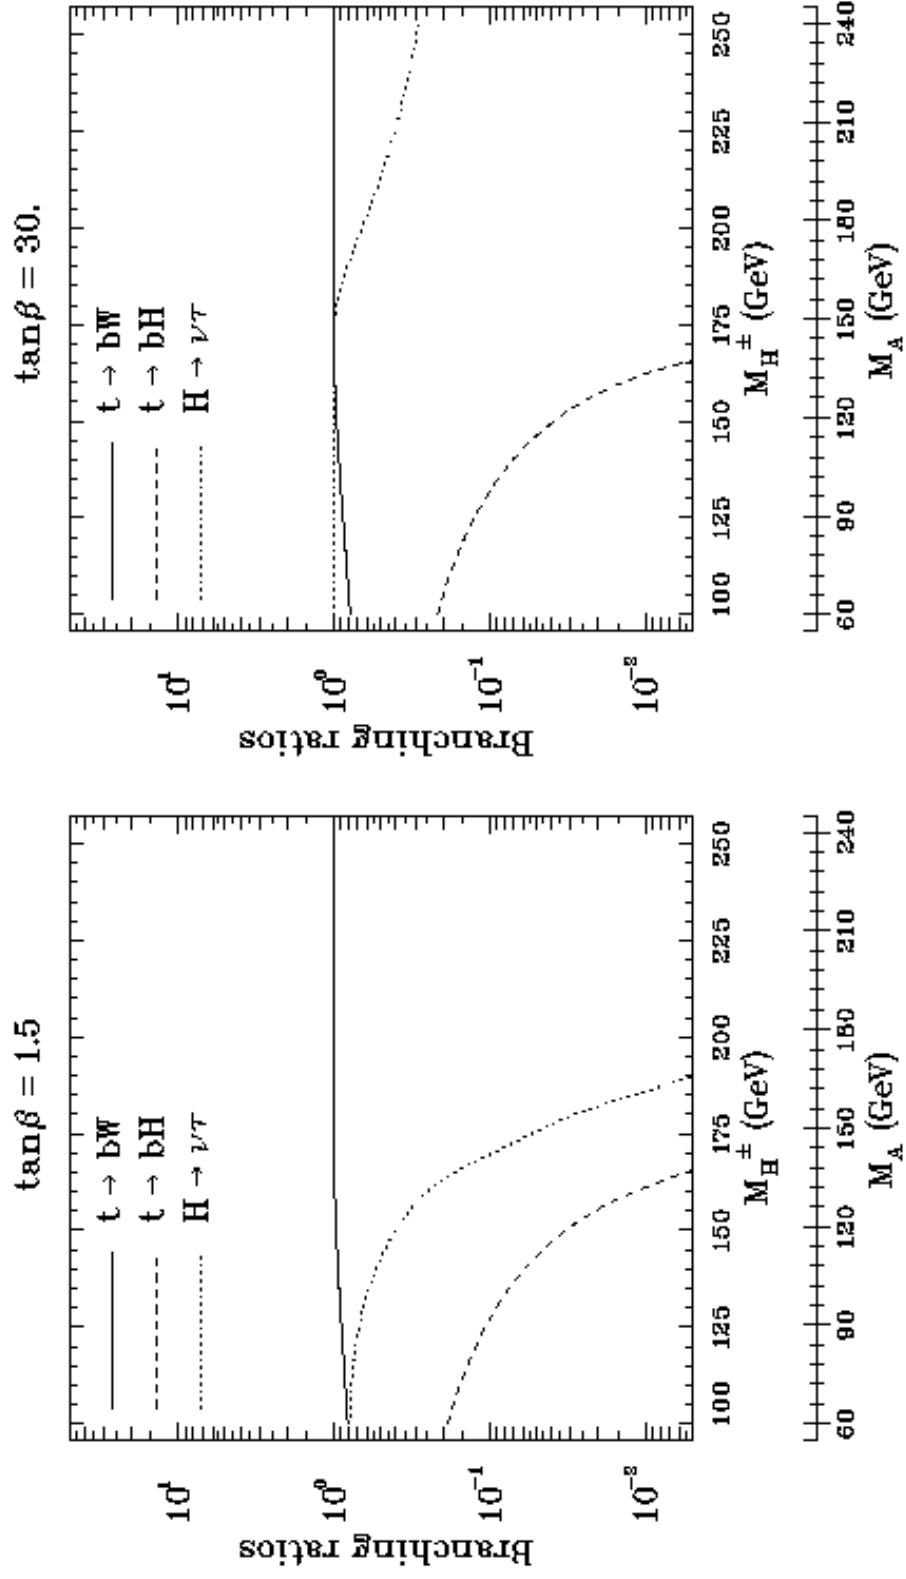 tanβ = 1.5
t → bW
t → bH
H → ντ
Branching ratios
10¹
10⁰
10⁻¹
10⁻²
100 125 150 175 200 225 250
M_H± (GeV)
60 90 120 150 180 210 240
M_A (GeV)
tanβ = 30.
t → bW
t → bH
H → ντ
Branching ratios
10¹
10⁰
10⁻¹
10⁻²
100 125 150 175 200 225 250
M_H± (GeV)
60 90 120 150 180 210 240
M_A (GeV)